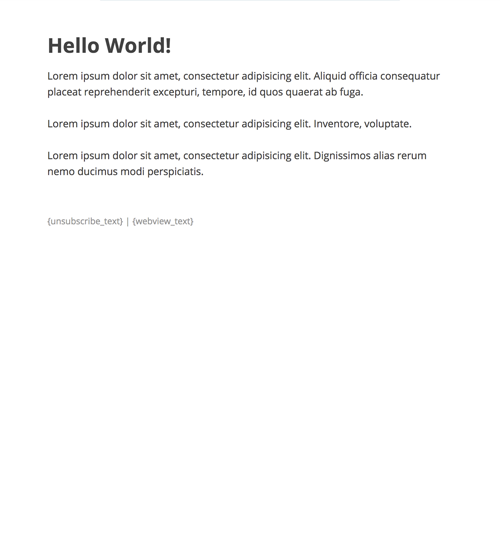 Hello World!
Lorem ipsum dolor sit amet, consectetur adipisicing elit. Aliquid officia consequatur
placeat reprehenderit excepturi, tempore, id quos quaerat ab fuga.
Lorem ipsum dolor sit amet, consectetur adipisicing elit. Inventore, voluptate.
Lorem ipsum dolor sit amet, consectetur adipisicing elit. Dignissimos alias rerum
nemo ducimus modi perspiciatis.
{unsubscribe_text} | {webview_text}